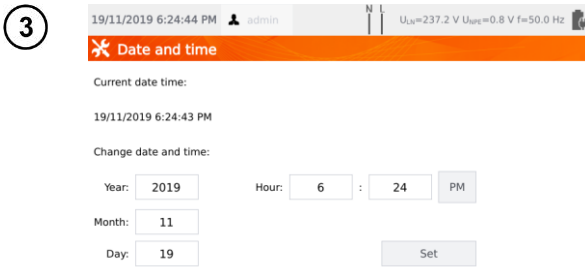 3
19/11/2019 6:24:44 PM admin N L ULN=237.2 V UNPE=0.8 V f=50.0 Hz
Date and time
Current date time:
19/11/2019 6:24:43 PM
Change date and time:
Year: 2019 Hour: 6 : 24 PM
Month: 11
Day: 19 Set